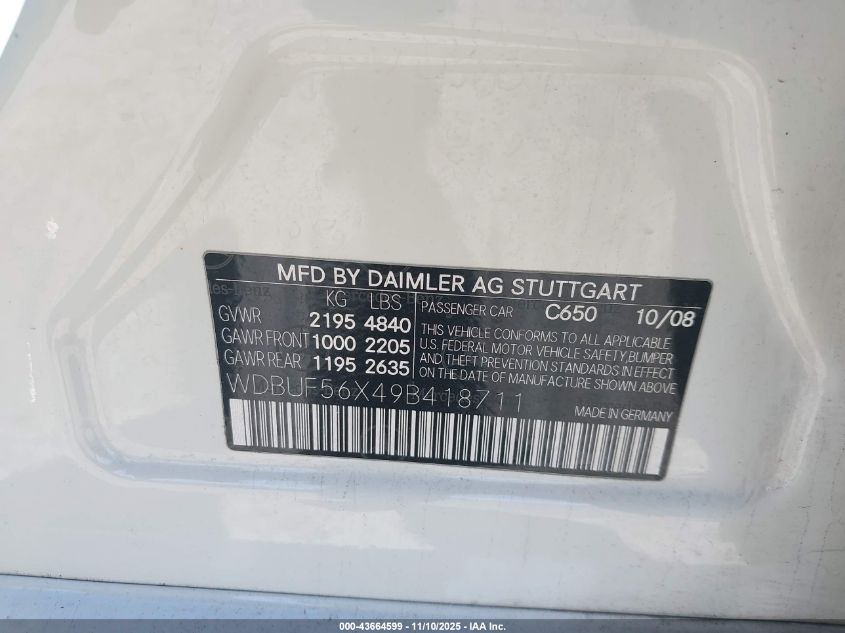 MFD BY DAIMLER AG STUTTGART
KG LBS
GVWR 2195 4840
GAWR FRONT 1000 2205
GAWR REAR 1195 2635
PASSENGER CAR C650 10/08
THIS VEHICLE CONFORMS TO ALL APPLICABLE
U.S. FEDERAL MOTOR VEHICLE SAFETY,BUMPER
AND THEFT PREVENTION STANDARDS IN EFFECT
ON THE DATE OF MANUFACTURE SHOWN ABOVE.
WDBUF56X49B418711
MADE IN GERMANY
000-43664599 — 11/10/2025 — IAA Inc.